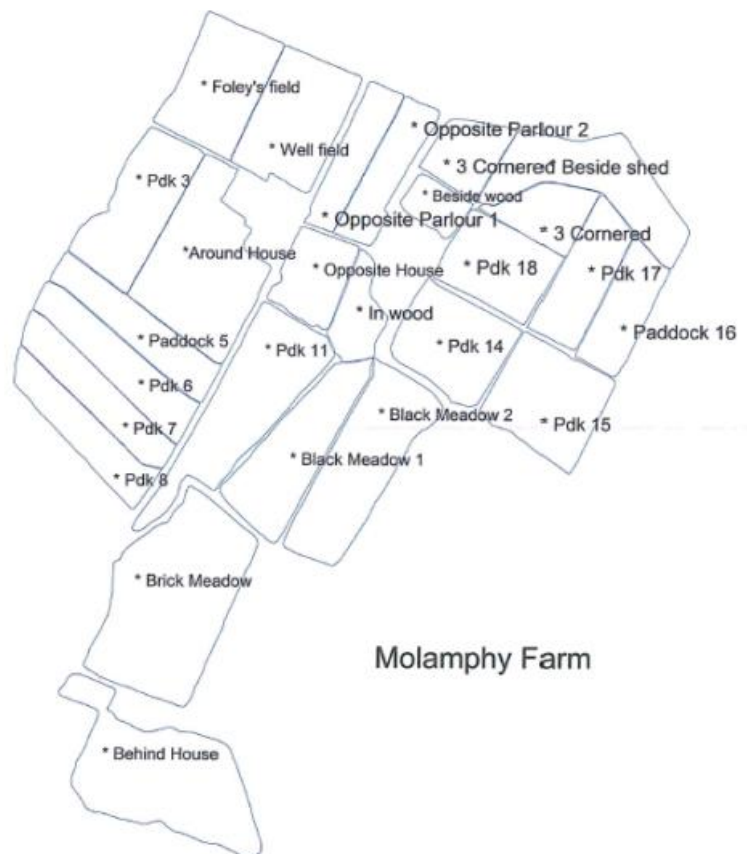 * Foley's field
* Opposite Parlour 2
* Well field
* 3 Cornered
* Beside shed
* Pdk 3
* Beside wood
* Opposite Parlour 1
* 3 Cornered
*Around House
* Opposite House
* Pdk 18
* Pdk 17
* In wood
* Paddock 16
* Paddock 5
* Pdk 11
* Pdk 14
* Pdk 6
* Black Meadow 2
* Pdk 15
* Pdk 7
* Black Meadow 1
* Pdk 8
* Brick Meadow
Molamphy Farm
* Behind House